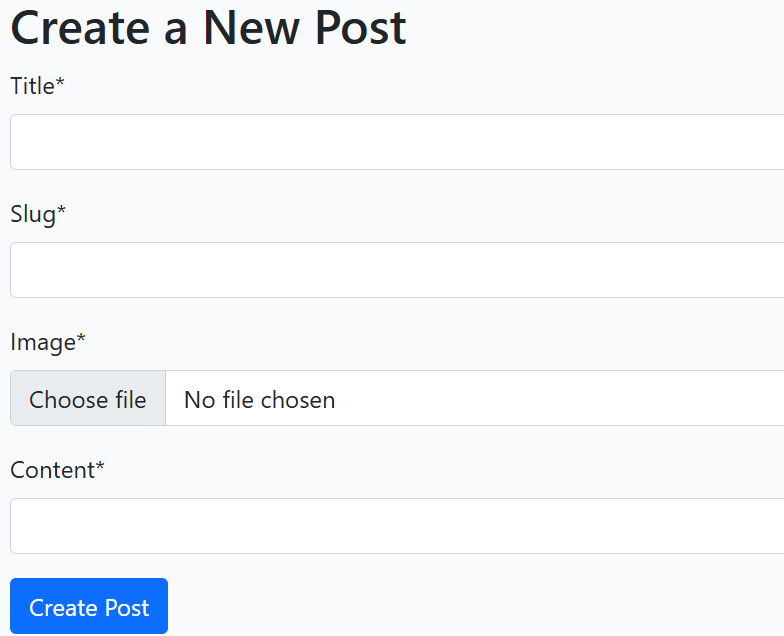 Create a New Post
Title*
Slug*
Image*
Choose file No file chosen
Content*
Create Post